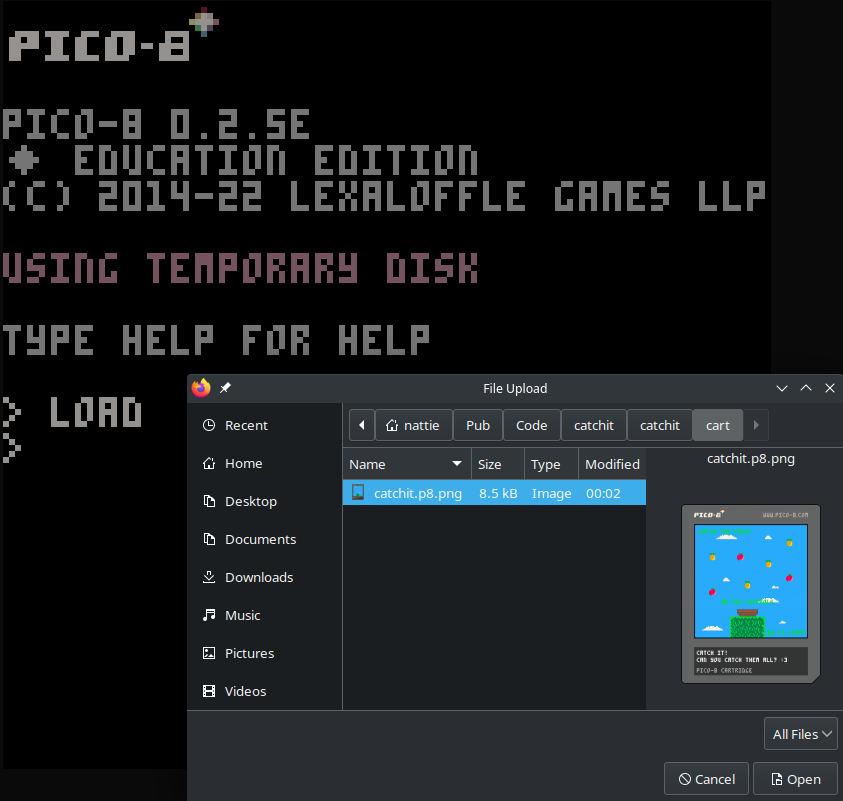 PICO-8
PICO-8 0.2.5E
EDUCATION EDITION
(C) 2014-22 LEXALOFFLE GAMES LLP
USING TEMPORARY DISK
TYPE HELP FOR HELP
> LOAD
>
File Upload
Recent
Home
Desktop
Documents
Downloads
Music
Pictures
Videos
nattie Pub Code catchit catchit cart
Name Size Type Modified
catchit.p8.png 8.5 kB Image 00:02
catchit.p8.png
PICO-8 WWW.PICO-8.COM
CATCH IT!
CAN YOU CATCH THEM ALL? :3
PICO-8 CARTRIDGE
All Files
Cancel Open